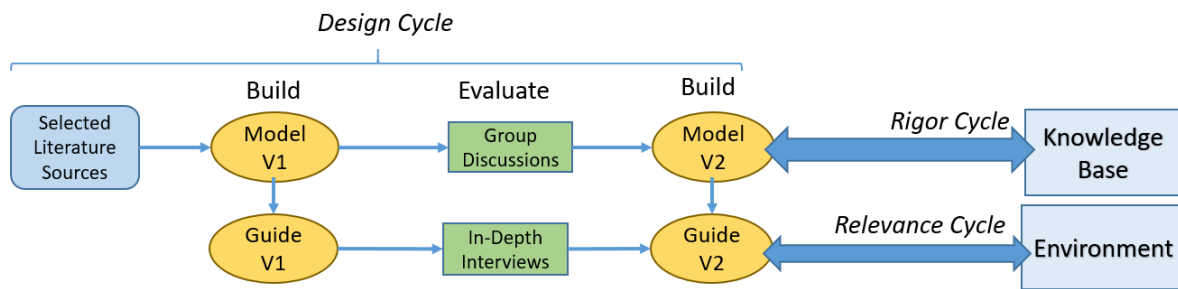 Design Cycle
Build
Evaluate
Build
Selected
Literature
Sources
Model
V1
Group
Discussions
Model
V2
Rigor Cycle
Knowledge
Base
Guide
V1
In-Depth
Interviews
Guide
V2
Relevance Cycle
Environment